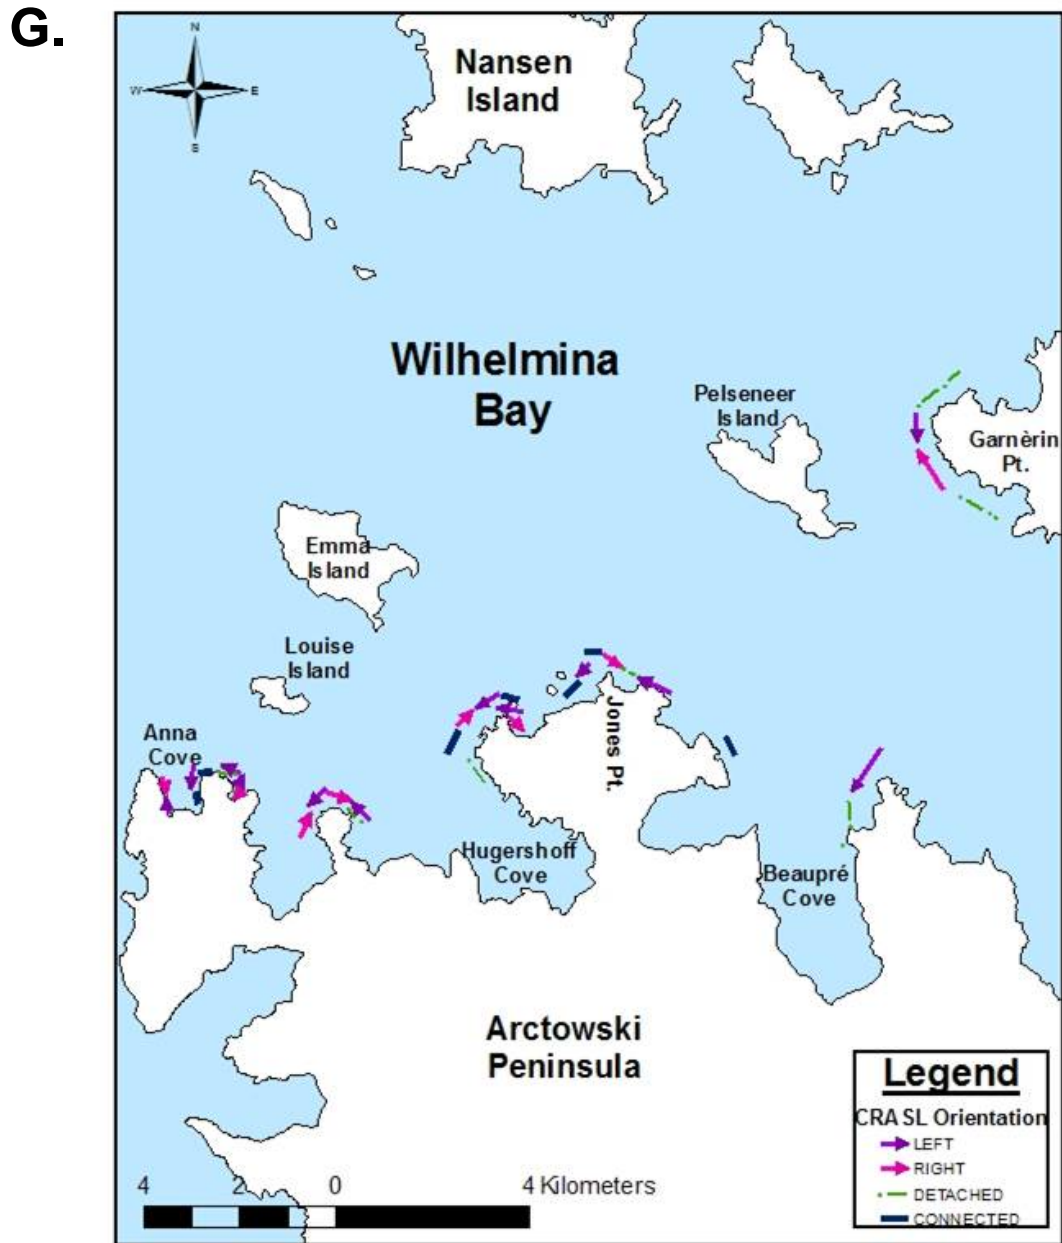 G.
N
W
E
S
Nansen
Island
Wilhelmina
Bay
Pelseneer
Island
Garnèrin
Pt.
Emma
Island
Louise
Island
Anna
Cove
Jones Pt.
Hugershoff
Cove
Beaupré
Cove
Arctowski
Peninsula
Legend
CRA SL Orientation
LEFT
RIGHT
DETACHED
CONNECTED
4 2 0 4 Kilometers